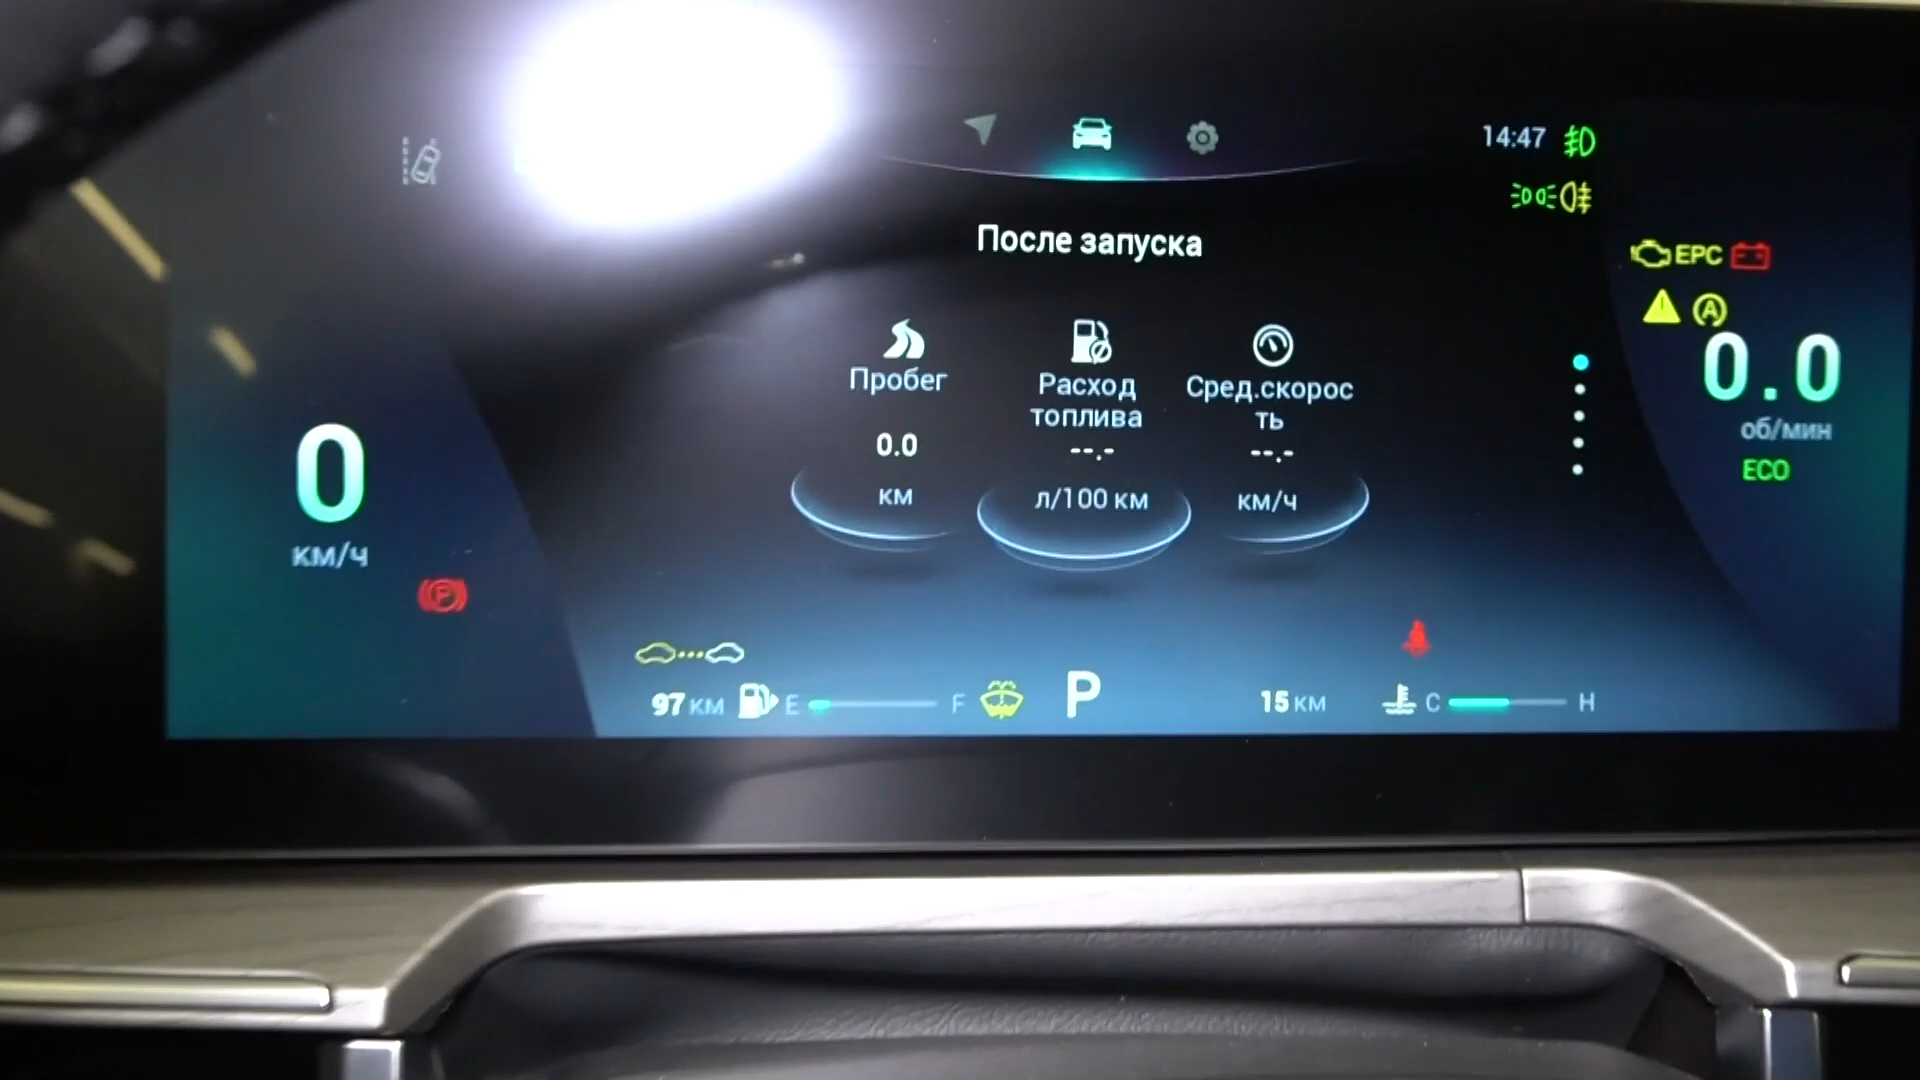 14:47
После запуска
EPC
A
Пробег
Расход
топлива
Сред.скорос
ть
0.0
--.-
--.-
км
л/100 км
км/ч
0
км/ч
0.0
об/мин
ECO
P
97 км
E
F
P
15 км
C
H